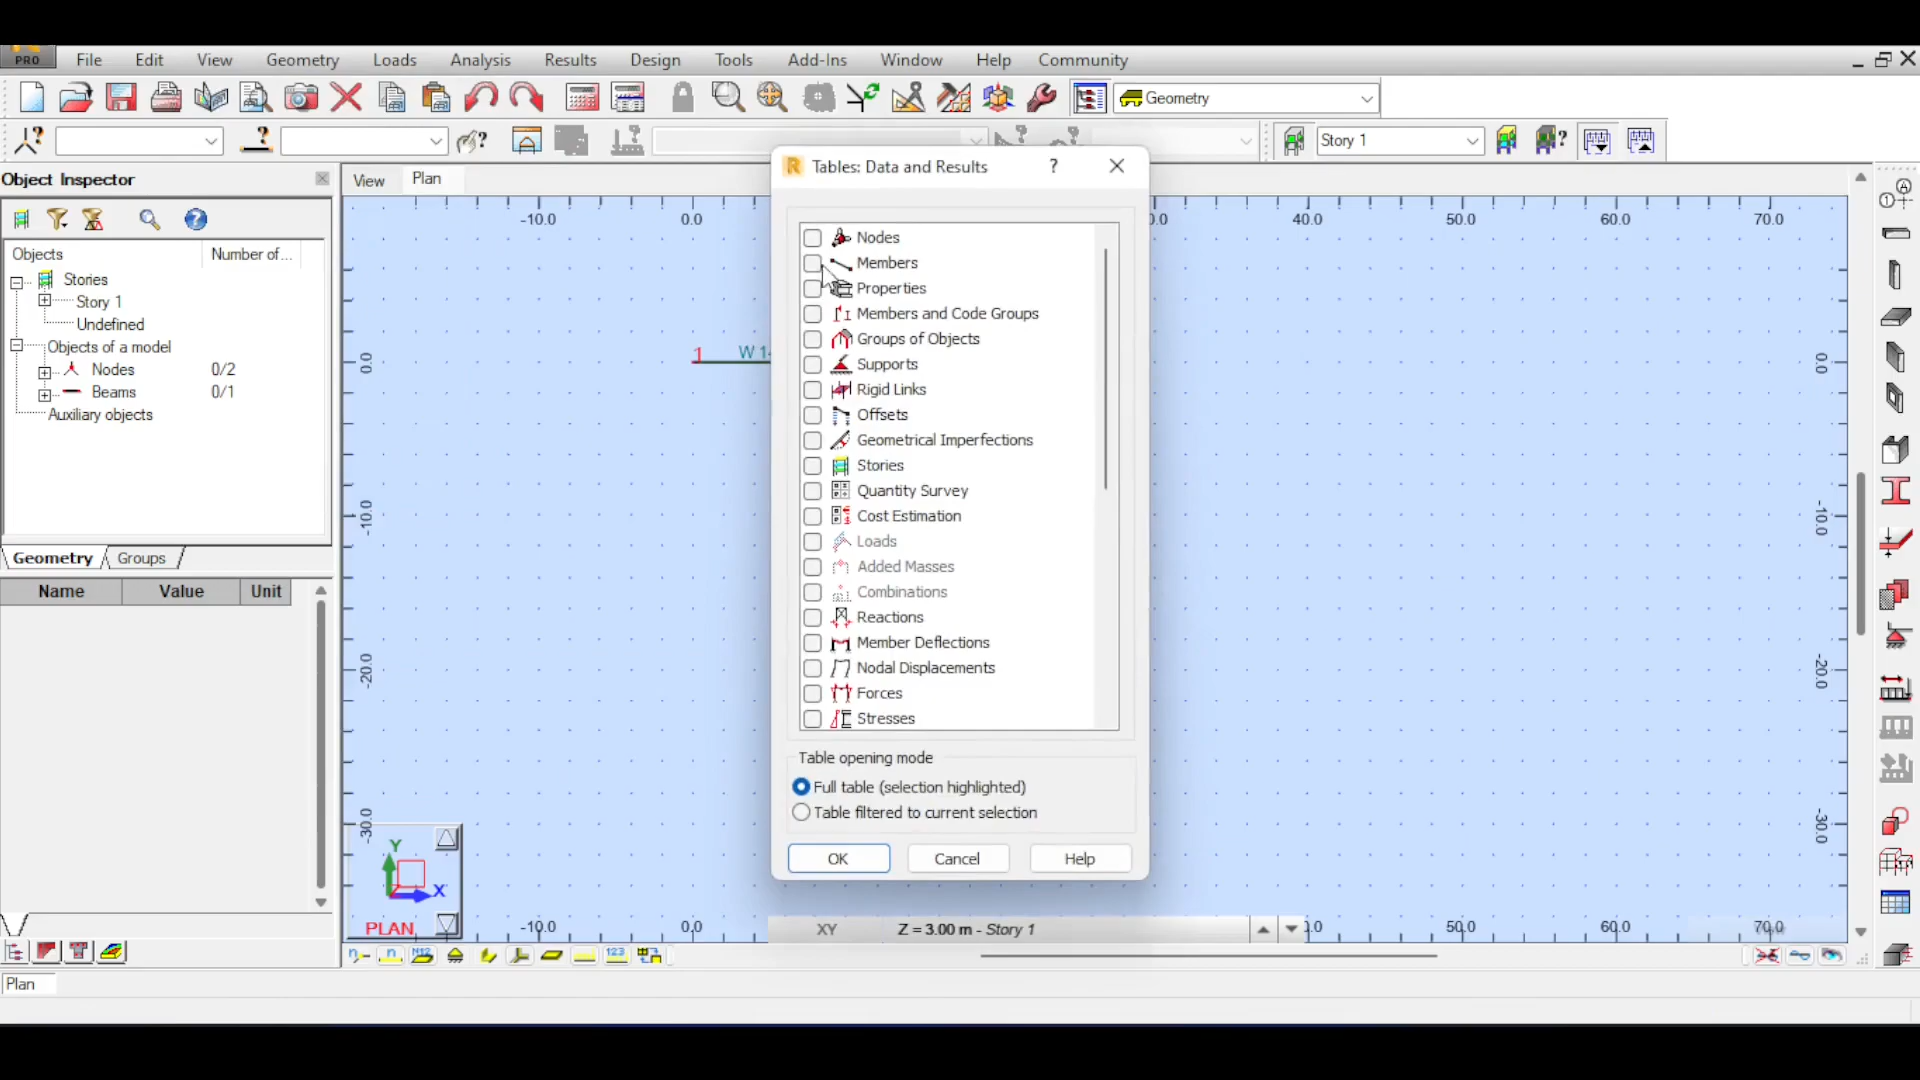 PRO
File Edit View Geometry Loads Analysis Results Design Tools Add-Ins Window Help Community
Geometry
Story 1
Object Inspector
View Plan
Objects Number of...
Stories
Story 1
Undefined
Objects of a model
Nodes 0/2
Beams 0/1
Auxiliary objects
Geometry Groups
Name Value Unit
Plan
-10.0 0.0 40.0 50.0 60.0 70.0
1
0.0
-10.0
-20.0
-30.0
0.0
-10.0
-20.0
-30.0
Y
X
PLAN
-10.0 0.0 50.0 60.0 70.0
XY Z = 3.00 m - Story 1
Tables: Data and Results ? ×
Nodes
Members
Properties
Members and Code Groups
Groups of Objects
Supports
Rigid Links
Offsets
Geometrical Imperfections
Stories
Quantity Survey
Cost Estimation
Loads
Added Masses
Combinations
Reactions
Member Deflections
Nodal Displacements
Forces
Stresses
Table opening mode
Full table (selection highlighted)
Table filtered to current selection
OK Cancel Help